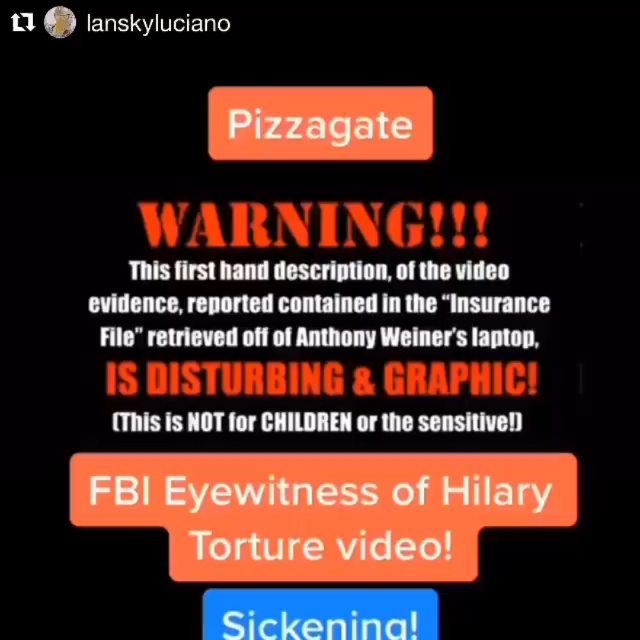 lanskyluciano
Pizzagate
WARNING!!!
This first hand description, of the video
evidence, reported contained in the “Insurance
File” retrieved off of Anthony Weiner’s laptop,
IS DISTURBING & GRAPHIC!
(This is NOT for CHILDREN or the sensitive!)
FBI Eyewitness of Hilary
Torture video!
Sickening!